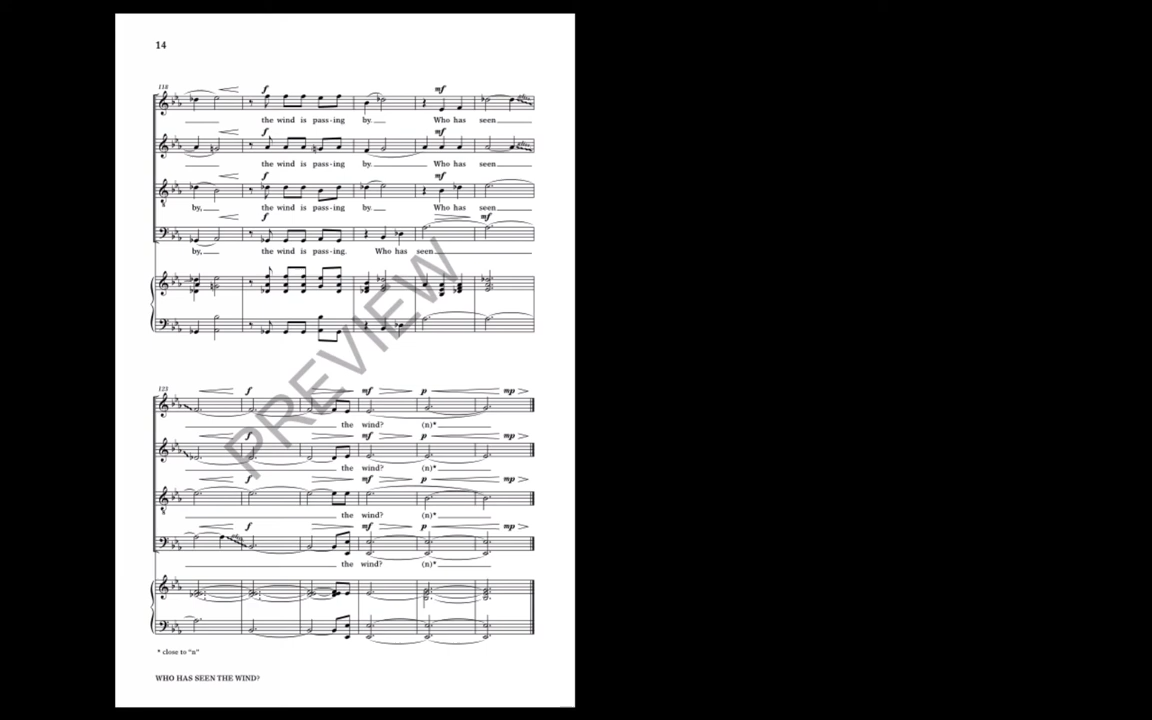 14
118
f
mf
the wind is pass - ing by. Who has seen
f
mf
the wind is pass - ing by. Who has seen
f
mf
by, the wind is pass - ing by. Who has seen
f
mf
by, the wind is pass - ing. Who has seen
PREVIEW
123
f mf p mp
the wind? (n)*
f mf p mp
the wind? (n)*
f mf p mp
the wind? (n)*
f mf p mp
the wind? (n)*
* close to "n"
WHO HAS SEEN THE WIND?